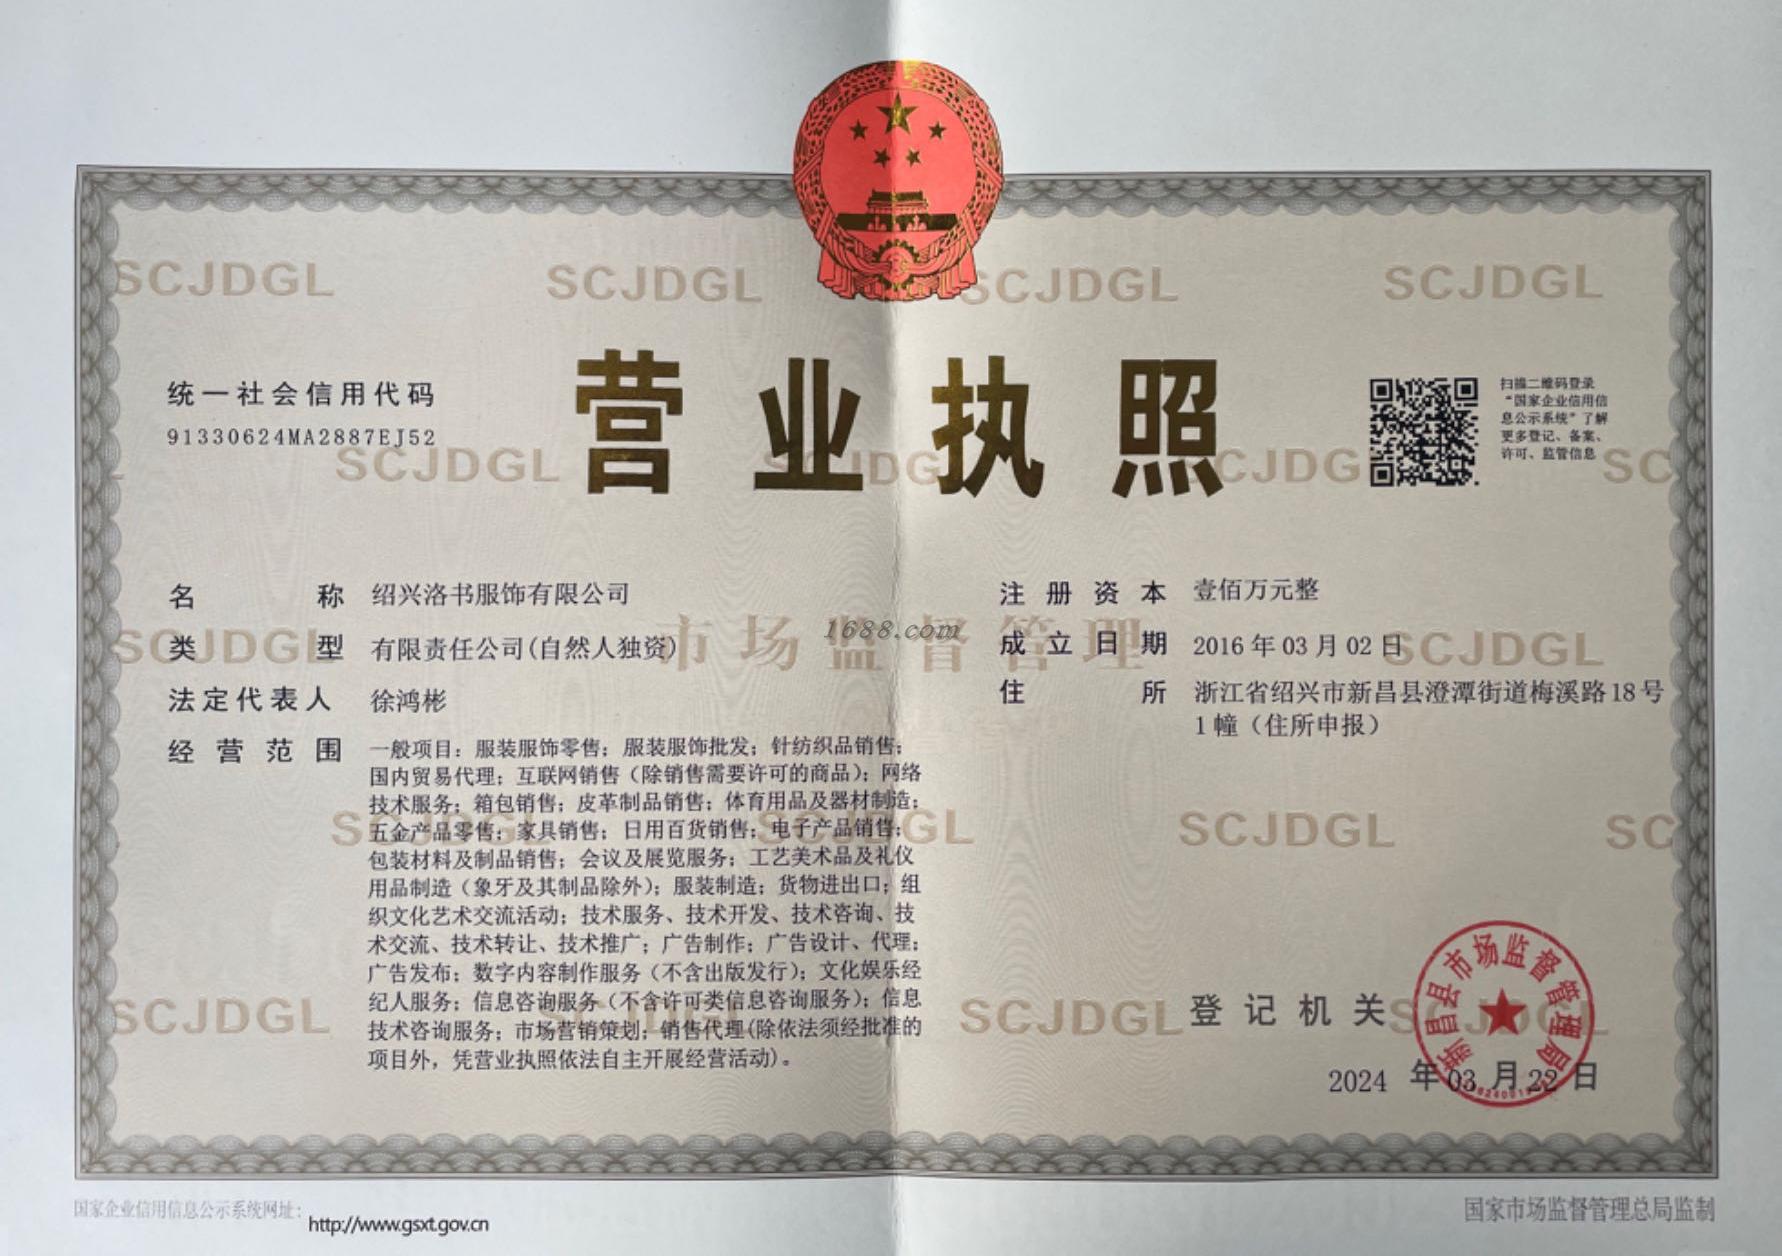 SCJDGL SCJDGL SCJDGL SCJDGL
营业执照
统一社会信用代码
91330624MA2887EJ52
扫描二维码登录
“国家企业信用信
息公示系统”了解
更多登记、备案、
许可、监管信息
SCJDGL SCJDGL SC
名称 绍兴洛书服饰有限公司
类型 有限责任公司(自然人独资)
法定代表人 徐鸿彬
经营范围 一般项目：服装服饰零售；服装服饰批发；针纺织品销售；
国内贸易代理；互联网销售（除销售需要许可的商品）；网络
技术服务；箱包销售；皮革制品销售；体育用品及器材制造；
五金产品零售；家具销售；日用百货销售；电子产品销售；
包装材料及制品销售；会议及展览服务；工艺美术品及礼仪
用品制造（象牙及其制品除外）；服装制造；货物进出口；组
织文化艺术交流活动；技术服务、技术开发、技术咨询、技
术交流、技术转让、技术推广；广告制作；广告设计、代理；
广告发布；数字内容制作服务（不含出版发行）；文化娱乐经
纪人服务；信息咨询服务（不含许可类信息咨询服务）；信息
技术咨询服务；市场营销策划；销售代理(除依法须经批准的
项目外，凭营业执照依法自主开展经营活动)。
注册资本 壹佰万元整
成立日期 2016年03月02日
住所 浙江省绍兴市新昌县澄潭街道梅溪路18号
1幢（住所申报）
市场监督管理
1688.com
SCJDGL SCJDGL
SCJDGL SCJDGL SCJDGL SC
SCJDGL SCJDGL SCJDGL SCJDGL
登记机关
新昌县市场监督管理局
2024年03月22日
国家企业信用信息公示系统网址：
http://www.gsxt.gov.cn
国家市场监督管理总局监制